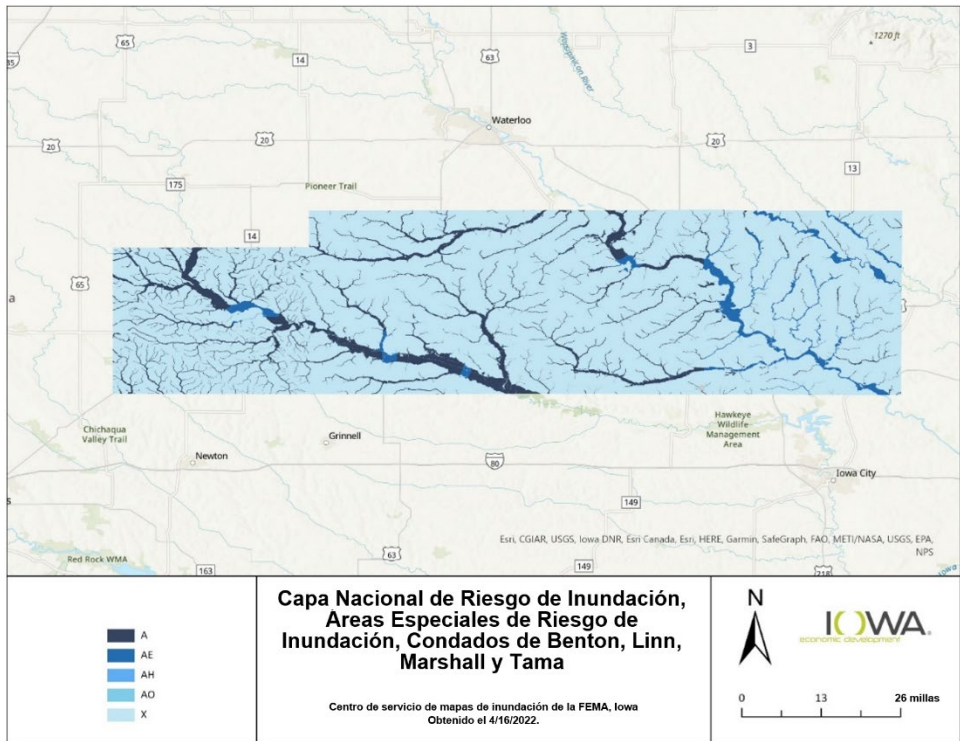 65
3
1270 ft
14
63
Wapsipinicon River
35
Waterloo
20
20
20
13
175
Pioneer Trail
14
65
a
Chichaqua
Valley Trail
Grinnell
Newton
Hawkeye
Wildlife
Management
Area
80
Iowa City
149
s
Esri, CGIAR, USGS, Iowa DNR, Esri Canada, Esri, HERE, Garmin, SafeGraph, FAO, METI/NASA, USGS, EPA,
NPS
Red Rock WMA
63
163
149
218
Iowa
A
AE
AH
AO
X
Capa Nacional de Riesgo de Inundación,
Áreas Especiales de Riesgo de
Inundación, Condados de Benton, Linn,
Marshall y Tama
Centro de servicio de mapas de inundación de la FEMA, Iowa
Obtenido el 4/16/2022.
N
IOWA
economic development
0 13 26 millas